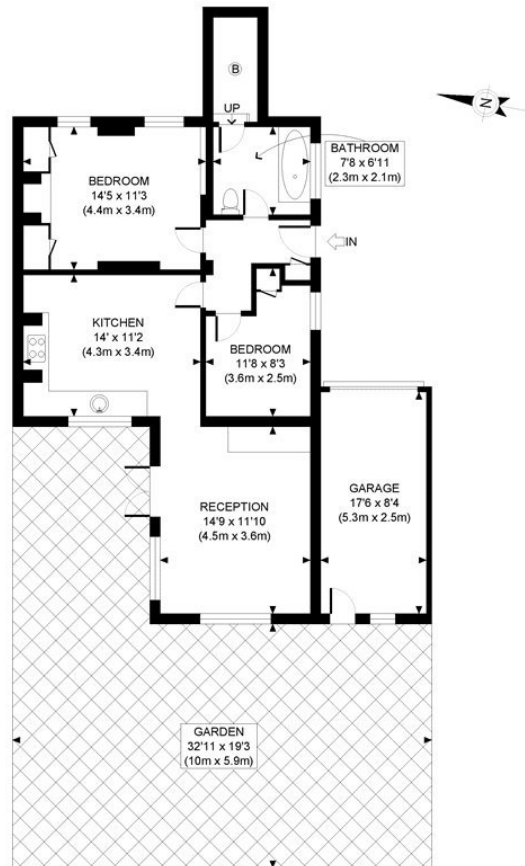 B
UP
N
BATHROOM
7'8 x 6'11
(2.3m x 2.1m)
BEDROOM
14'5 x 11'3
(4.4m x 3.4m)
IN
KITCHEN
14' x 11'2
(4.3m x 3.4m)
BEDROOM
11'8 x 8'3
(3.6m x 2.5m)
RECEPTION
14'9 x 11'10
(4.5m x 3.6m)
GARAGE
17'6 x 8'4
(5.3m x 2.5m)
GARDEN
32'11 x 19'3
(10m x 5.9m)